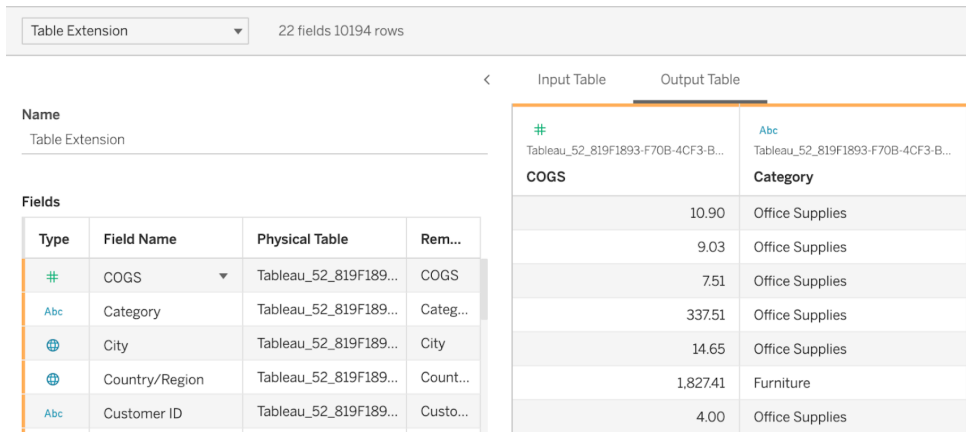 Table Extension 22 fields 10194 rows
Input Table Output Table
Name
Table Extension
Fields
Type Field Name Physical Table Rem...
# COGS Tableau_52_819F189... COGS
Abc Category Tableau_52_819F189... Categ...
City Tableau_52_819F189... City
Country/Region Tableau_52_819F189... Count...
Abc Customer ID Tableau_52_819F189... Custo...
# Abc
Tableau_52_819F1893-F70B-4CF3-B... Tableau_52_819F1893-F70B-4CF3-B...
COGS Category
10.90 Office Supplies
9.03 Office Supplies
7.51 Office Supplies
337.51 Office Supplies
14.65 Office Supplies
1,827.41 Furniture
4.00 Office Supplies